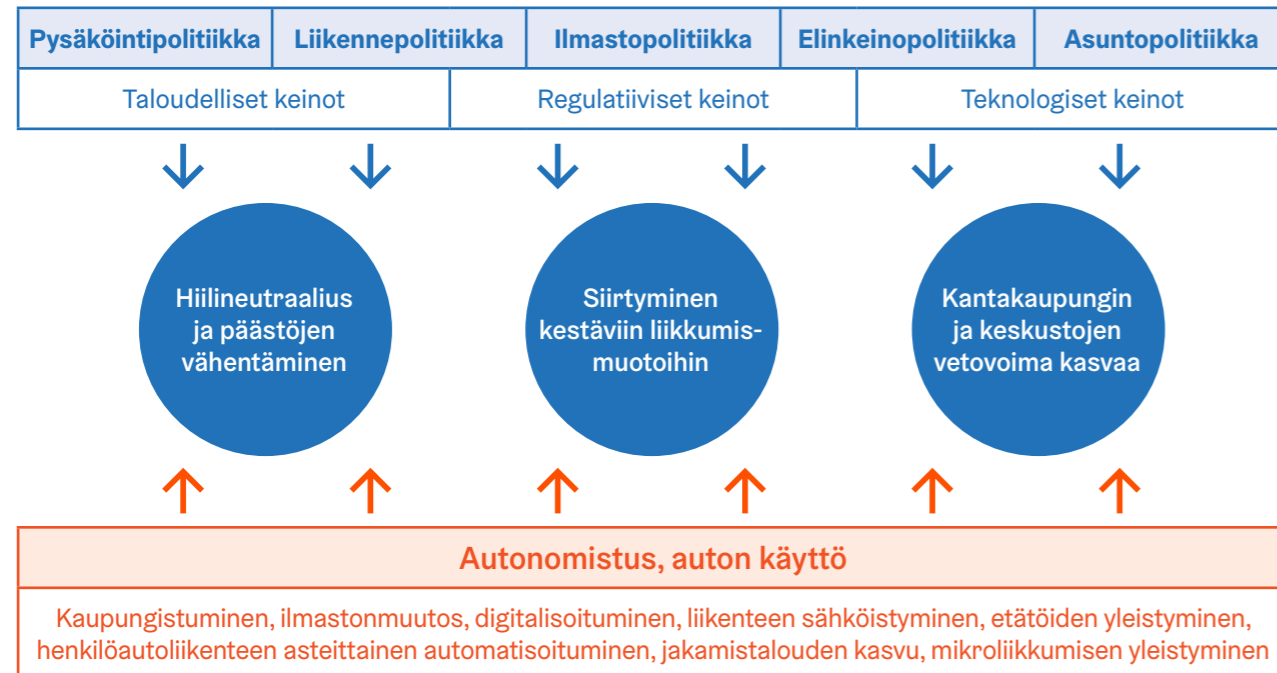 Pysäköintipolitiikka Liikennepolitiikka Ilmastopolitiikka Elinkeinopolitiikka Asuntopolitiikka
Taloudelliset keinot Regulatiiviset keinot Teknologiset keinot
Hiilineutraalius
ja päästöjen
vähentäminen
Siirtyminen
kestäviin liikkumis-
muotoihin
Kantakaupungin
ja keskustojen
vetovoima kasvaa
Autonomistus, auton käyttö
Kaupungistuminen, ilmastonmuutos, digitalisoituminen, liikenteen sähköistyminen, etätöiden yleistyminen,
henkilöautoliikenteen asteittainen automatisoituminen, jakamistalouden kasvu, mikroliikkumisen yleistyminen